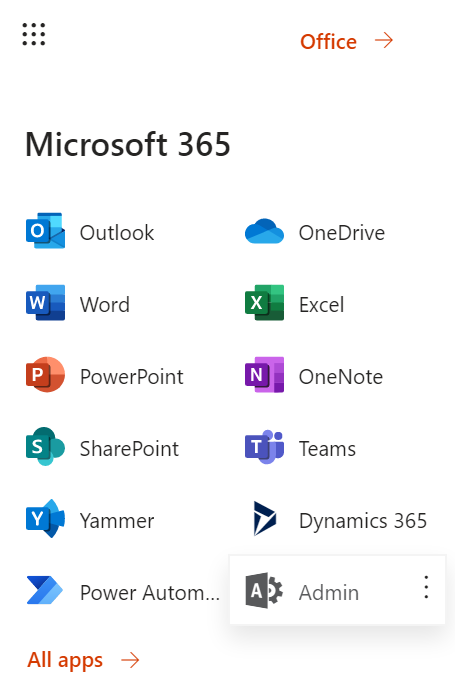 Office
Microsoft 365
Outlook
OneDrive
Word
Excel
PowerPoint
OneNote
SharePoint
Teams
Yammer
Dynamics 365
Power Autom...
Admin
All apps